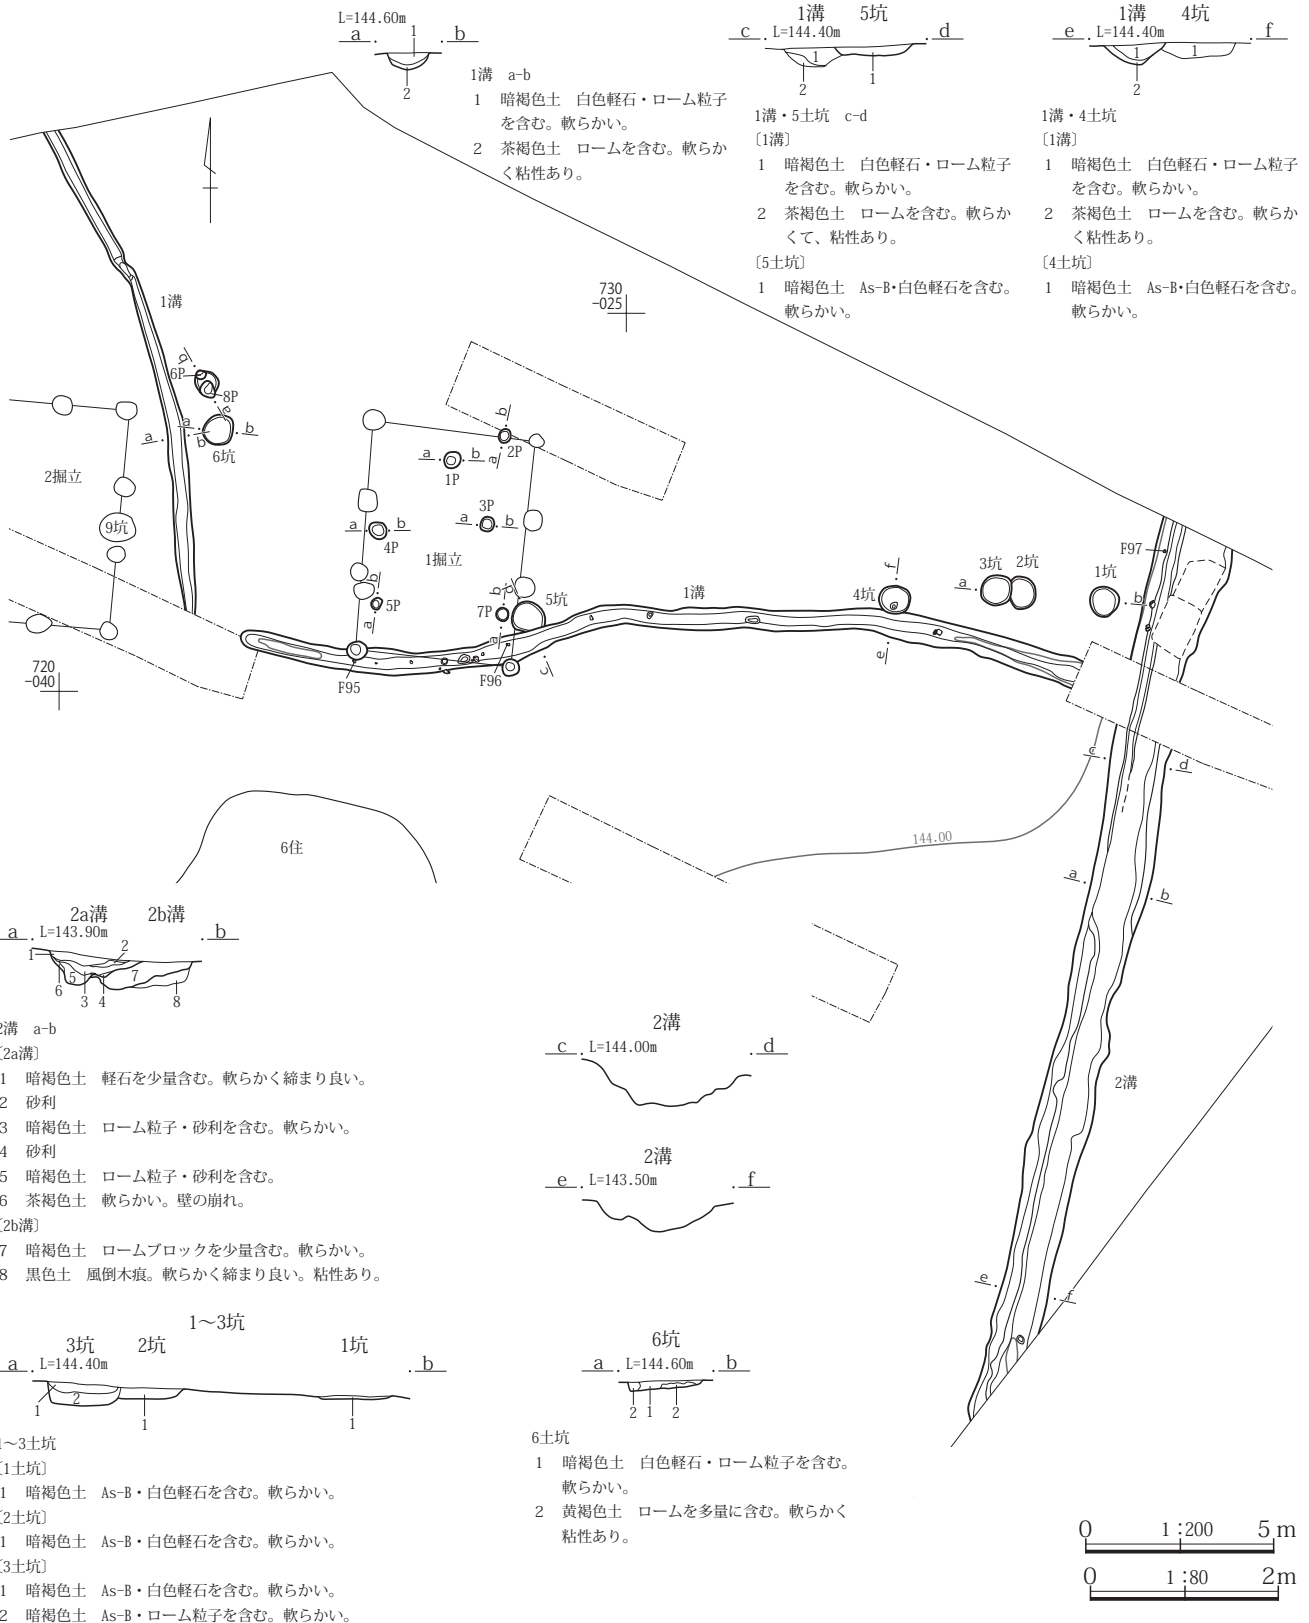 L=144.60m
a b
1
2
1溝 a-b
1 暗褐色土 白色軽石・ローム粒子
を含む。軟らかい。
2 茶褐色土 ロームを含む。軟らか
く粘性あり。
1溝 5坑
c L=144.40m d
1
2 1
1溝・5土坑 c-d
〔1溝〕
1 暗褐色土 白色軽石・ローム粒子
を含む。軟らかい。
2 茶褐色土 ロームを含む。軟らか
くて、粘性あり。
〔5土坑〕
1 暗褐色土 As-B・白色軽石を含む。
軟らかい。
1溝 4坑
e L=144.40m f
1 1
2
1溝・4土坑
〔1溝〕
1 暗褐色土 白色軽石・ローム粒子
を含む。軟らかい。
2 茶褐色土 ロームを含む。軟らか
く粘性あり。
〔4土坑〕
1 暗褐色土 As-B・白色軽石を含む。
軟らかい。
1溝
730
-025
b
6P
8P
a
a b
a b
6坑
2掘立
9坑
b
2P
a
a b
1P
3P
a b
a b
4P
1掘立
b
5P
a
b
7P
a
d
5坑
c
F95
F96
1溝
f
4坑
e
a 3坑 2坑
1坑
b
F97
720
-040
c
d
144.00
6住
a
b
2溝
e
f
2a溝 2b溝
a L=143.90m b
1 2
5 7
6 3 4 8
2溝 a-b
〔2a溝〕
1 暗褐色土 軽石を少量含む。軟らかく締まり良い。
2 砂利
3 暗褐色土 ローム粒子・砂利を含む。軟らかい。
4 砂利
5 暗褐色土 ローム粒子・砂利を含む。
6 茶褐色土 軟らかい。壁の崩れ。
〔2b溝〕
7 暗褐色土 ロームブロックを少量含む。軟らかい。
8 黒色土 風倒木痕。軟らかく締まり良い。粘性あり。
2溝
c L=144.00m d
2溝
e L=143.50m f
1〜3坑
3坑 2坑 1坑
a L=144.40m b
1 2 1 1
1〜3土坑
〔1土坑〕
1 暗褐色土 As-B・白色軽石を含む。軟らかい。
〔2土坑〕
1 暗褐色土 As-B・白色軽石を含む。軟らかい。
〔3土坑〕
1 暗褐色土 As-B・白色軽石を含む。軟らかい。
2 暗褐色土 As-B・ローム粒子を含む。軟らかい。
6坑
a L=144.60m b
2 1 2
6土坑
1 暗褐色土 白色軽石・ローム粒子を含む。
軟らかい。
2 黄褐色土 ロームを多量に含む。軟らかく
粘性あり。
0 1:200 5m
0 1:80 2m